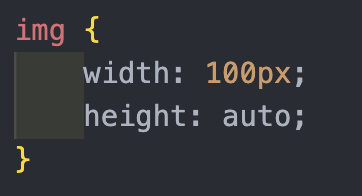 img {
    width: 100px;
    height: auto;
}